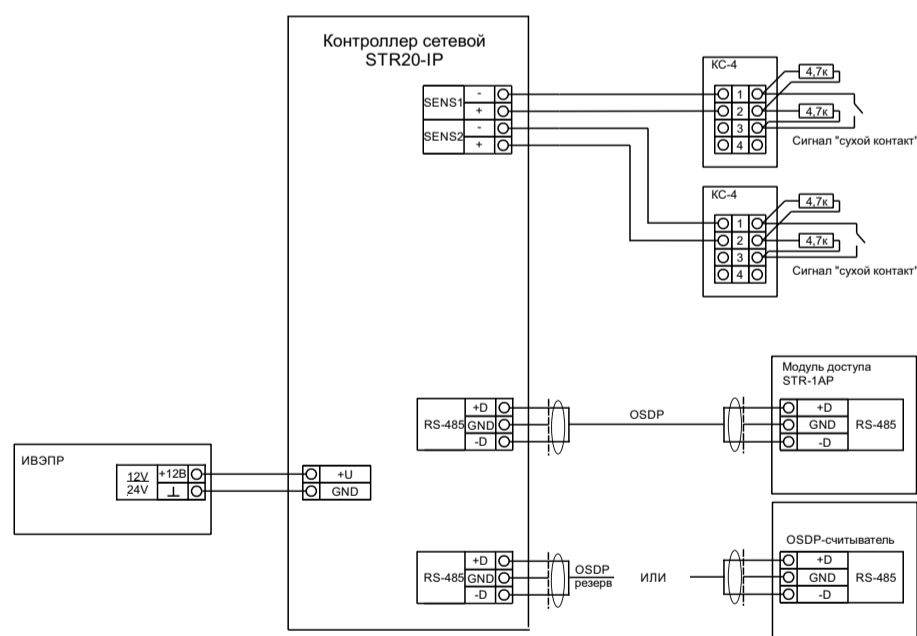 Контроллер сетевой
STR20-IP
SENS1
-
+
SENS2
-
+
КС-4
1
2
3
4
4,7к
4,7к
Сигнал "сухой контакт"
КС-4
1
2
3
4
4,7к
4,7к
Сигнал "сухой контакт"
RS-485
+D
GND
-D
OSDP
Модуль доступа
STR-1AP
+D
GND
-D
RS-485
ИВЭПР
12V
24V
+12В
⊥
+U
GND
RS-485
+D
GND
-D
OSDP
резерв
ИЛИ
OSDP-считыватель
+D
GND
-D
RS-485